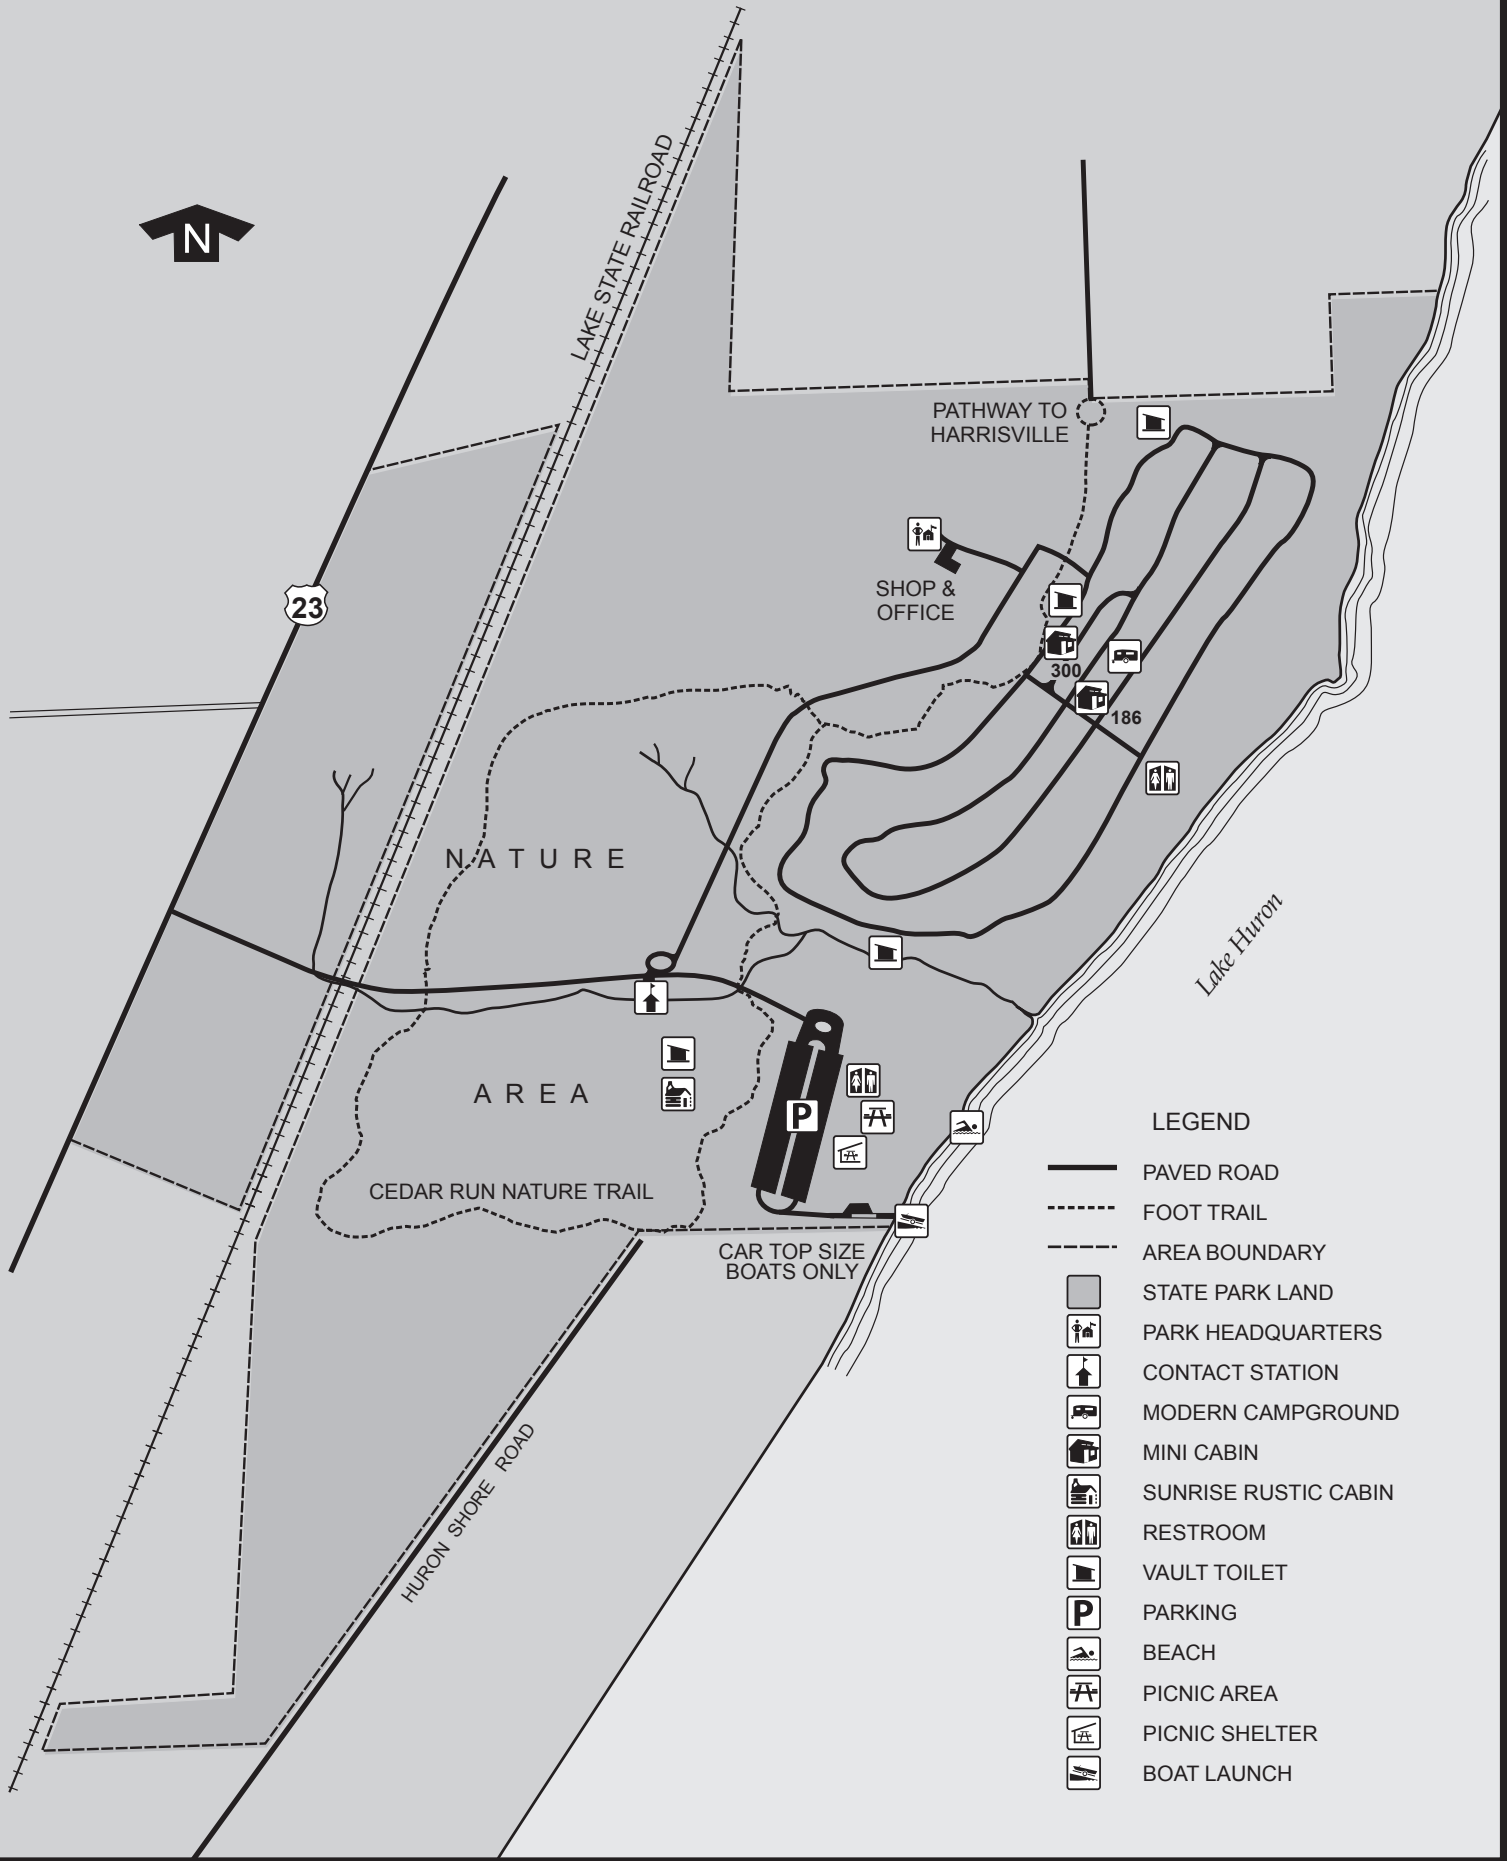 LAKE STATE RAILROAD
N
PATHWAY TO
HARRISVILLE
SHOP &
OFFICE
23
300
186
NATURE
Lake Huron
AREA
P
CEDAR RUN NATURE TRAIL
CAR TOP SIZE
BOATS ONLY
HURON SHORE ROAD
LEGEND
PAVED ROAD
FOOT TRAIL
AREA BOUNDARY
STATE PARK LAND
PARK HEADQUARTERS
CONTACT STATION
MODERN CAMPGROUND
MINI CABIN
SUNRISE RUSTIC CABIN
RESTROOM
VAULT TOILET
P PARKING
BEACH
PICNIC AREA
PICNIC SHELTER
BOAT LAUNCH